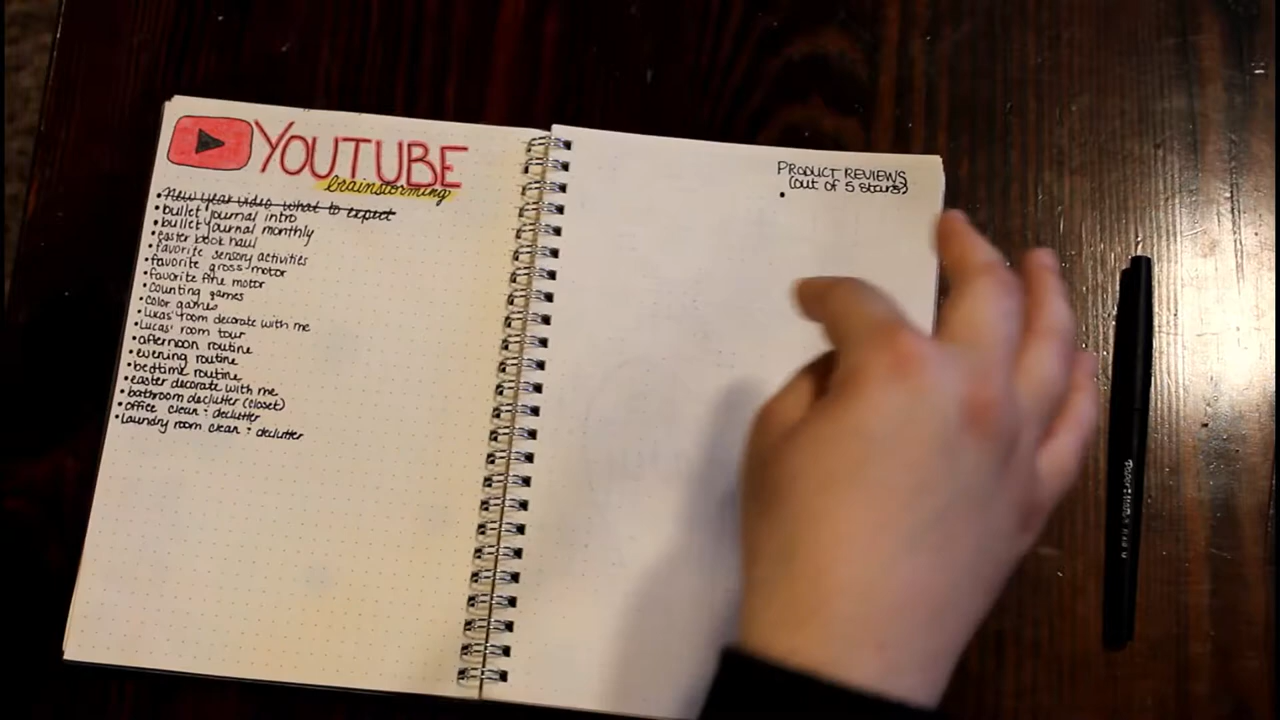 YOUTUBE
brainstorming
• New year video what to expect
• bullet journal intro
• bullet journal monthly
• easter book haul
• favorite sensory activities
• favorite gross motor
• favorite fine motor
• counting games
• color games
• Lucas' room decorate with me
• Lucas' room tour
• afternoon routine
• evening routine
• bedtime routine
• easter decorate with me
• bathroom declutter (closet)
• office clean : declutter
• laundry room clean : declutter
PRODUCT REVIEWS
(out of 5 stars)
•